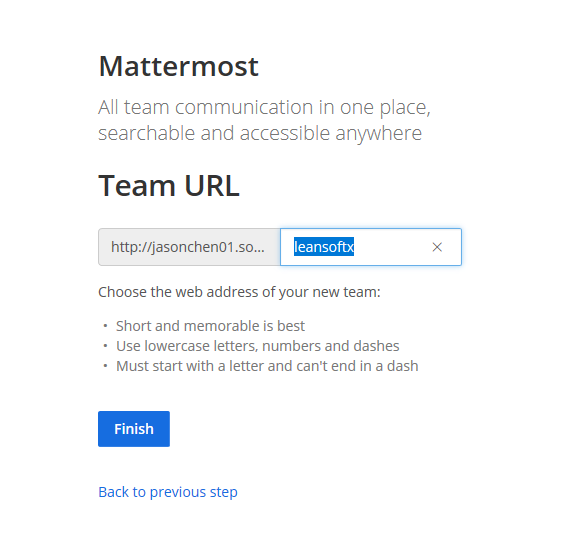 Mattermost
All team communication in one place,
searchable and accessible anywhere
Team URL
http://jasonchen01.so... leansoftx ×
Choose the web address of your new team:
• Short and memorable is best
• Use lowercase letters, numbers and dashes
• Must start with a letter and can't end in a dash
Finish
Back to previous step